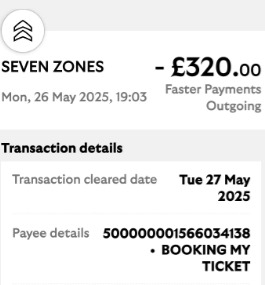 SEVEN ZONES
- £320.00
Mon, 26 May 2025, 19:03
Faster Payments
Outgoing
Transaction details
Transaction cleared date
Tue 27 May
2025
Payee details
500000001566034138
• BOOKING MY
TICKET